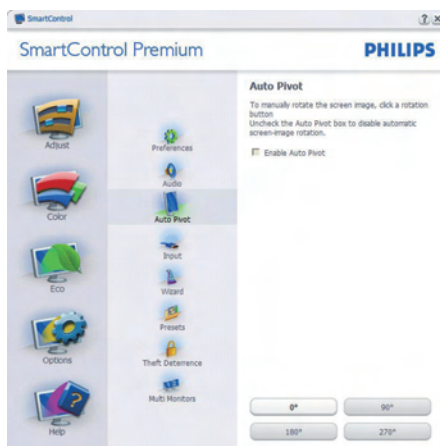 SmartControl
SmartControl Premium
PHILIPS
Adjust
Color
Eco
Options
Help
Preferences
Audio
Auto Pivot
Input
Wizard
Presets
Theft Deterrence
Multi Monitors
Auto Pivot
To manually rotate the screen image, click a rotation
button
Uncheck the Auto Pivot box to disable automatic
screen-image rotation.
Enable Auto Pivot
0°
90°
180°
270°